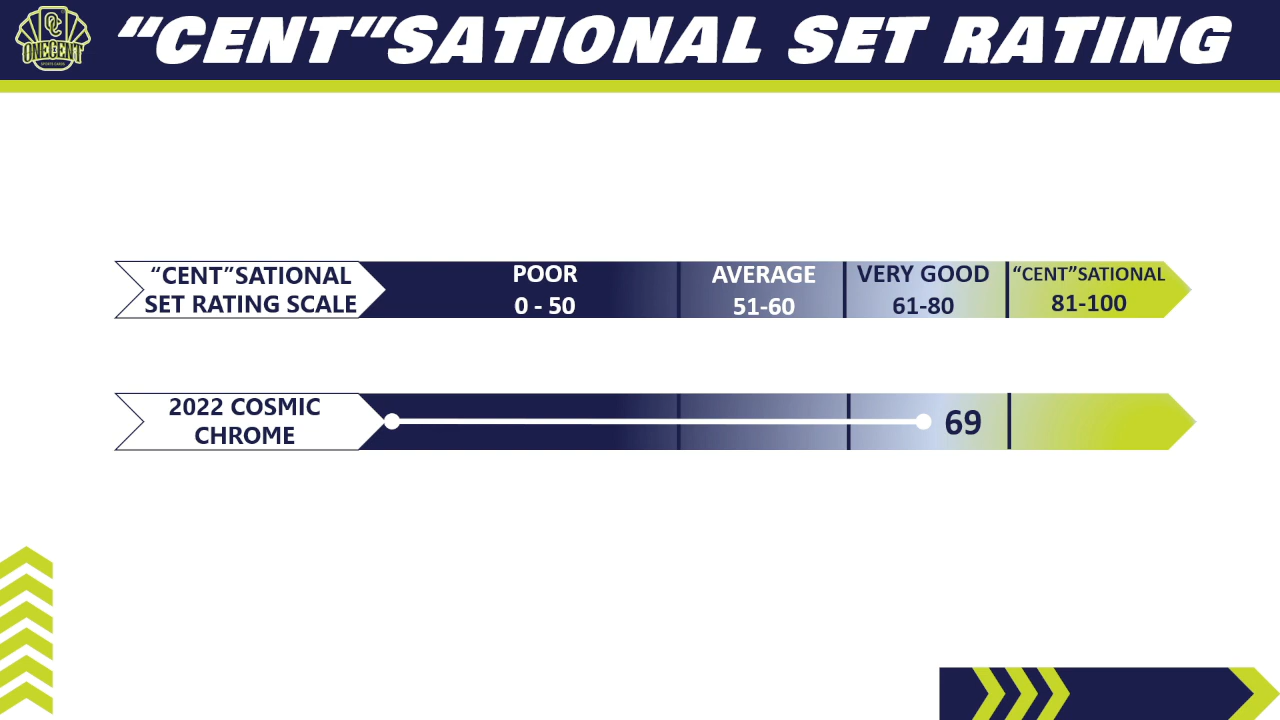 OC
ONECENT
SPORTS CARDS
“CENT”SATIONAL SET RATING
“CENT”SATIONAL
SET RATING SCALE
POOR
0 - 50
AVERAGE
51-60
VERY GOOD
61-80
“CENT”SATIONAL
81-100
2022 COSMIC
CHROME
69